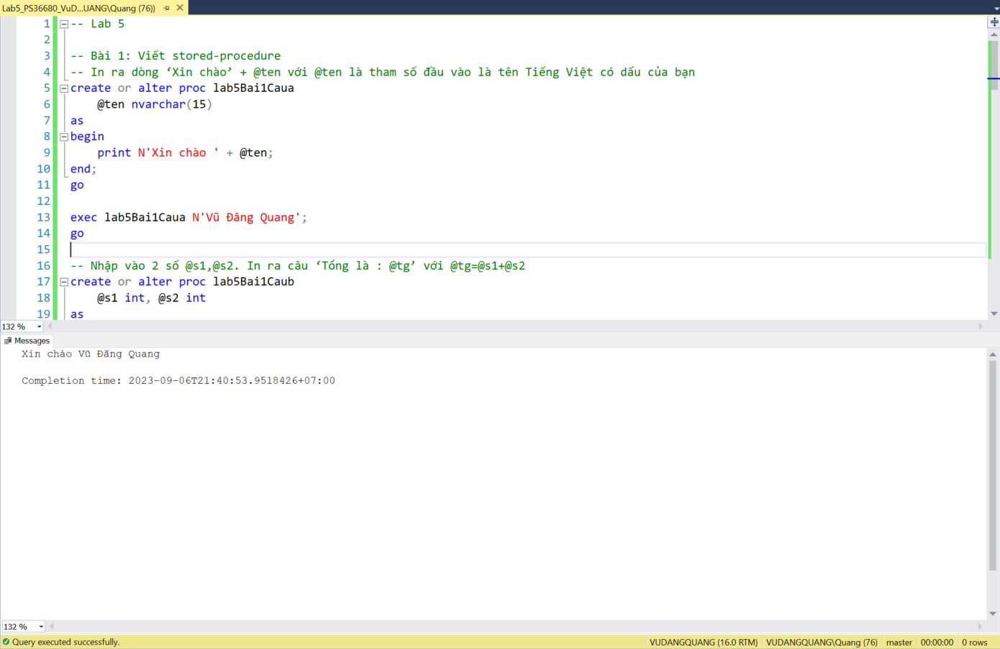 Lab5_PS36680_VuD...UANG\Quang (76))
1 -- Lab 5
2
3 -- Bài 1: Viết stored-procedure
4 -- In ra dòng ‘Xin chào’ + @ten với @ten là tham số đầu vào là tên Tiếng Việt có dấu của bạn
5 create or alter proc lab5Bai1Caua
6 @ten nvarchar(15)
7 as
8 begin
9 print N'Xin chào ' + @ten;
10 end;
11 go
12
13 exec lab5Bai1Caua N'Vũ Đăng Quang';
14 go
15
16 -- Nhập vào 2 số @s1,@s2. In ra câu ‘Tổng là : @tg’ với @tg=@s1+@s2
17 create or alter proc lab5Bai1Caub
18 @s1 int, @s2 int
19 as
132 %
Messages
Xin chào Vũ Đăng Quang
Completion time: 2023-09-06T21:40:53.9518426+07:00
132 %
Query executed successfully. VUDANGQUANG (16.0 RTM) VUDANGQUANG\Quang (76) master 00:00:00 0 rows